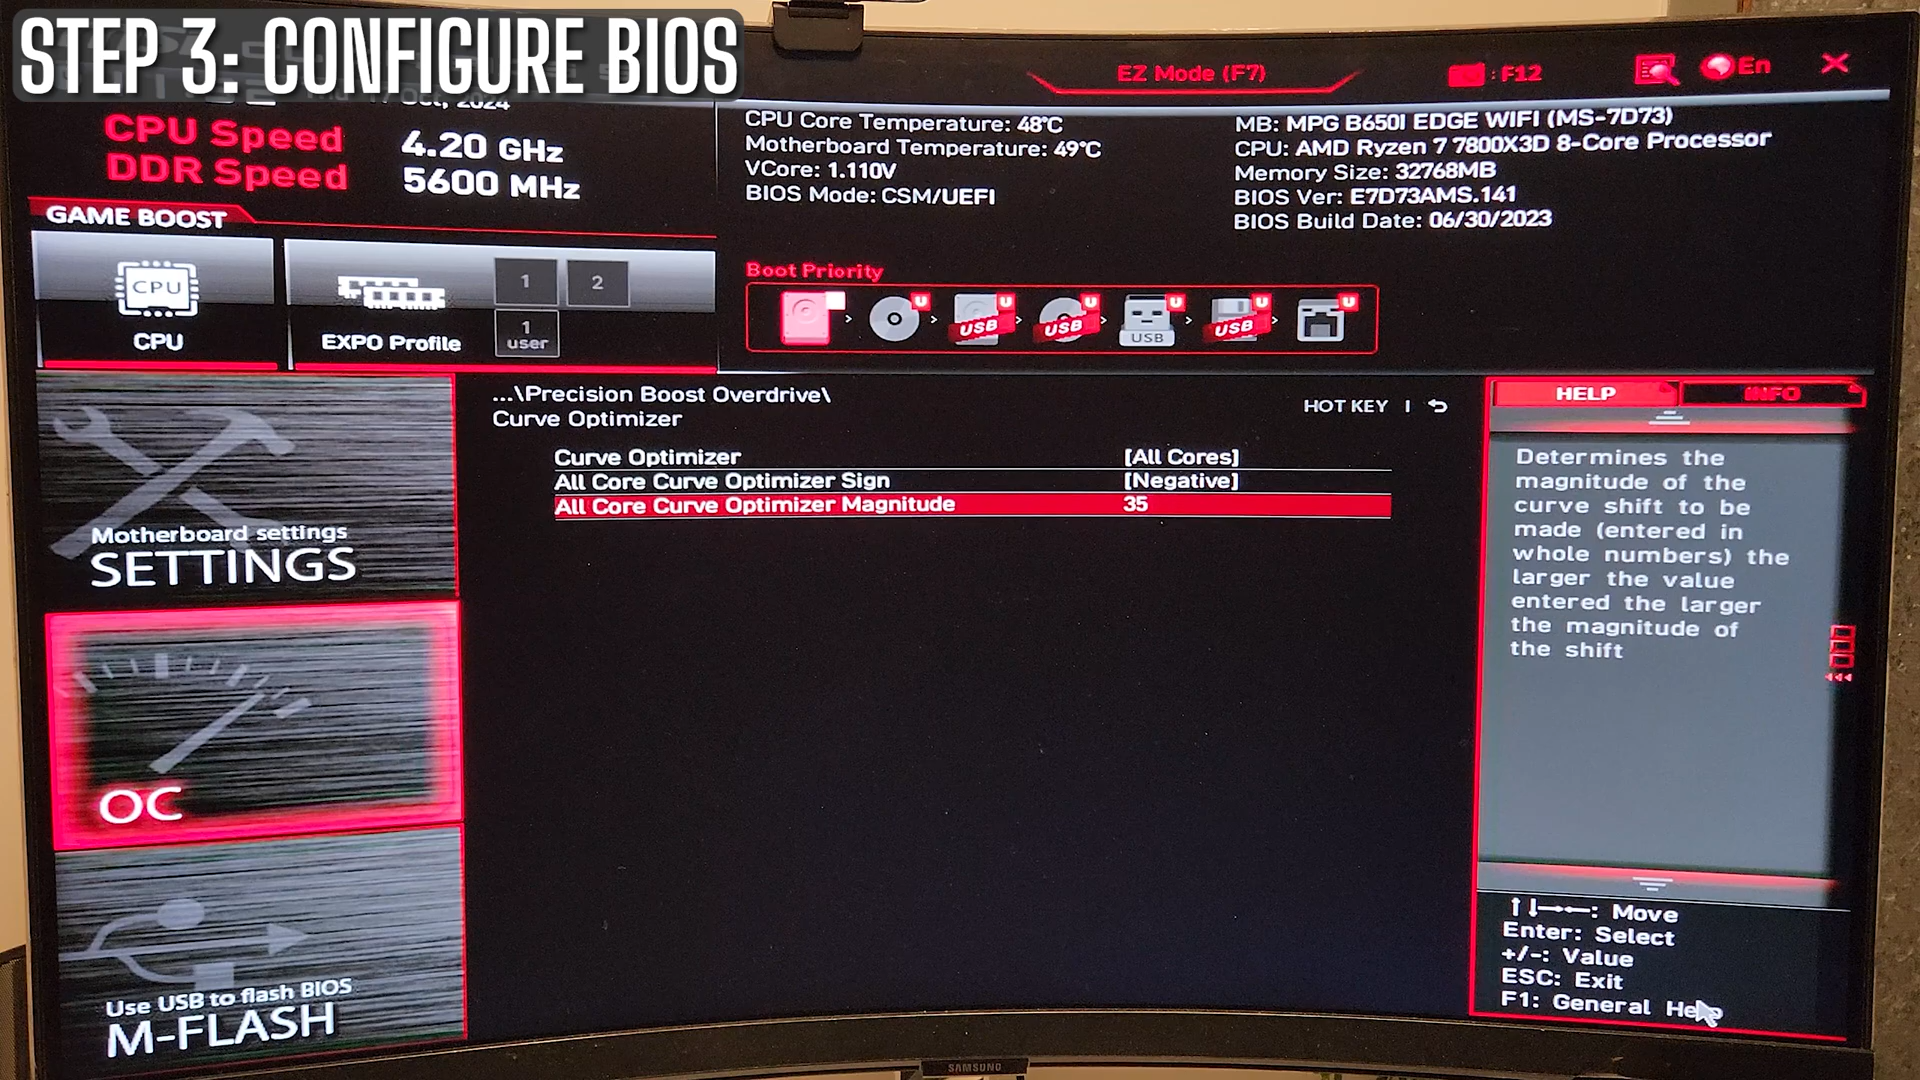 STEP 3: CONFIGURE BIOS
Oct, 2024
EZ Mode (F7)
: F12
En
CPU Speed 4.20 GHz
DDR Speed 5600 MHz
CPU Core Temperature: 48°C
Motherboard Temperature: 49°C
VCore: 1.110V
BIOS Mode: CSM/UEFI
MB: MPG B650I EDGE WIFI (MS-7D73)
CPU: AMD Ryzen 7 7800X3D 8-Core Processor
Memory Size: 32768MB
BIOS Ver: E7D73AMS.141
BIOS Build Date: 06/30/2023
GAME BOOST
CPU
CPU
EXPO Profile
1
2
1
user
Boot Priority
U
USB U
USB U
USB U
USB U
U
Motherboard settings
SETTINGS
OC
Use USB to flash BIOS
M-FLASH
...\Precision Boost Overdrive\
Curve Optimizer
HOT KEY |
Curve Optimizer [All Cores]
All Core Curve Optimizer Sign [Negative]
All Core Curve Optimizer Magnitude 35
HELP
INFO
Determines the
magnitude of the
curve shift to be
made (entered in
whole numbers) the
larger the value
entered the larger
the magnitude of
the shift
↑↓→←: Move
Enter: Select
+/-: Value
ESC: Exit
F1: General Help
SAMSUNG